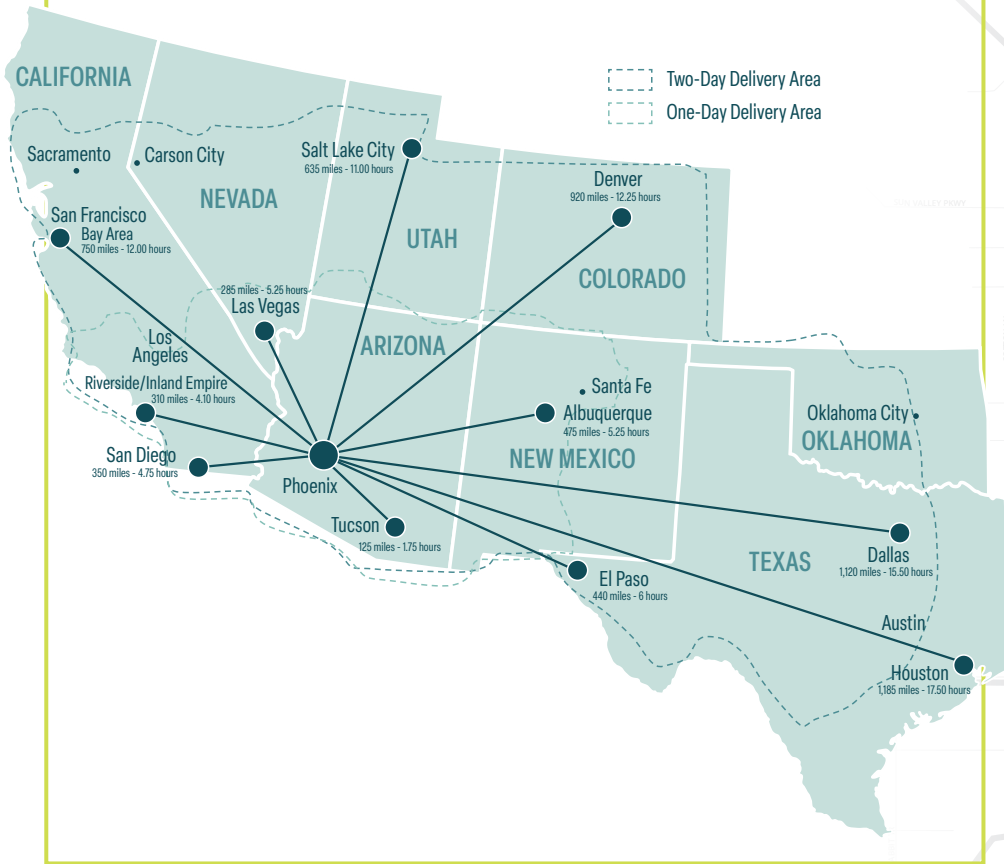 CALIFORNIA
Two-Day Delivery Area
One-Day Delivery Area
Sacramento
Carson City
Salt Lake City
635 miles - 11.00 hours
Denver
920 miles - 12.25 hours
NEVADA
San Francisco
Bay Area
750 miles - 12.00 hours
UTAH
COLORADO
285 miles - 5.25 hours
Las Vegas
Los
Angeles
ARIZONA
Riverside/Inland Empire
310 miles - 4.10 hours
Santa Fe
Albuquerque
475 miles - 5.25 hours
Oklahoma City
OKLAHOMA
San Diego
350 miles - 4.75 hours
NEW MEXICO
Phoenix
Tucson
125 miles - 1.75 hours
El Paso
440 miles - 6 hours
TEXAS
Dallas
1,120 miles - 15.50 hours
Austin
Houston
1,185 miles - 17.50 hours